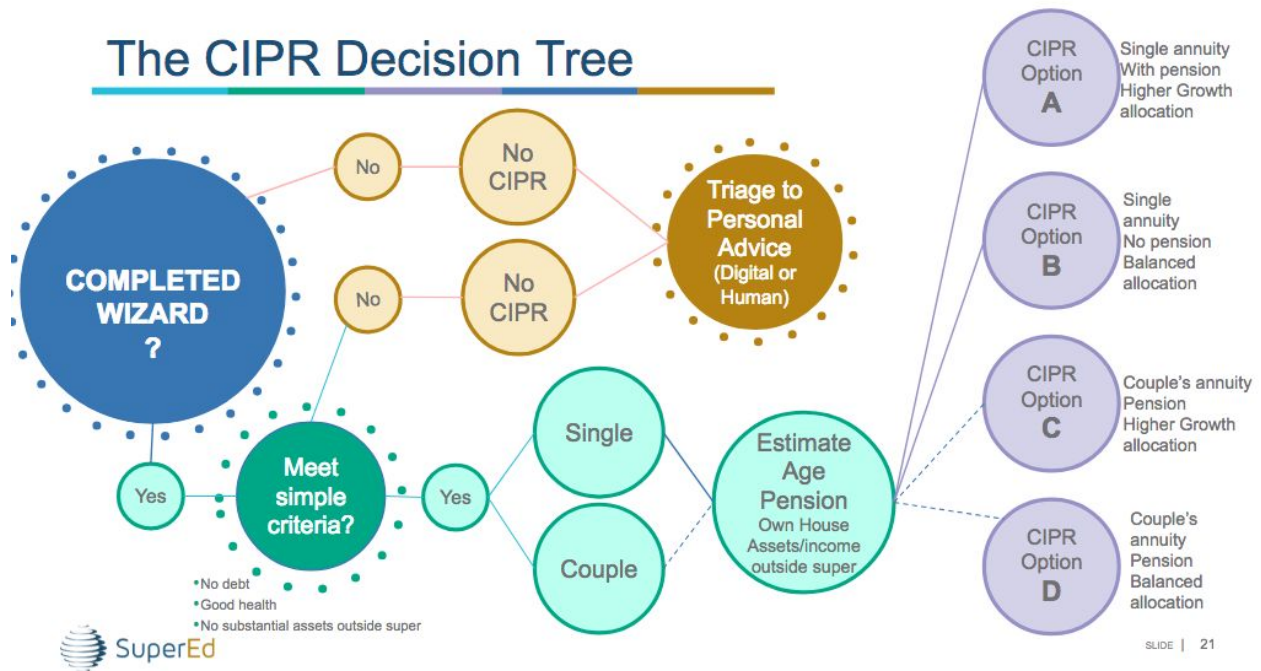 The CIPR Decision Tree
COMPLETED
WIZARD
?
No
No
CIPR
No
No
CIPR
Triage to
Personal
Advice
(Digital or
Human)
Yes
Meet
simple
criteria?
•No debt
•Good health
•No substantial assets outside super
Yes
Single
Couple
Estimate
Age
Pension
Own House
Assets/income
outside super
CIPR
Option
A
Single annuity
With pension
Higher Growth
allocation
CIPR
Option
B
Single
annuity
No pension
Balanced
allocation
CIPR
Option
C
Couple's annuity
Pension
Higher Growth
allocation
CIPR
Option
D
Couple's
annuity
Pension
Balanced
allocation
SuperEd
SLIDE | 21